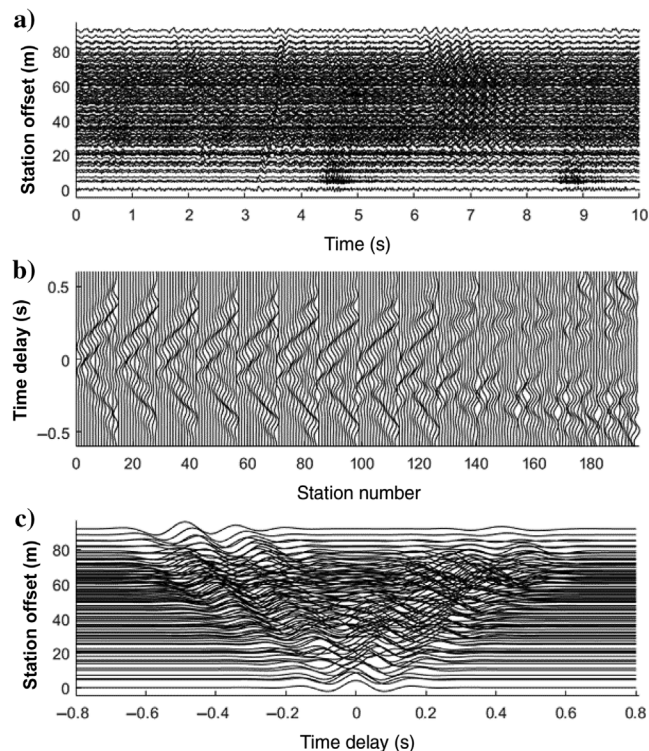 a)
80
60
40
20
0
Station offset (m)
0 1 2 3 4 5 6 7 8 9 10
Time (s)
b)
0.5
0
−0.5
Time delay (s)
0 20 40 60 80 100 120 140 160 180
Station number
c)
80
60
40
20
0
Station offset (m)
−0.8 −0.6 −0.4 −0.2 0 0.2 0.4 0.6 0.8
Time delay (s)